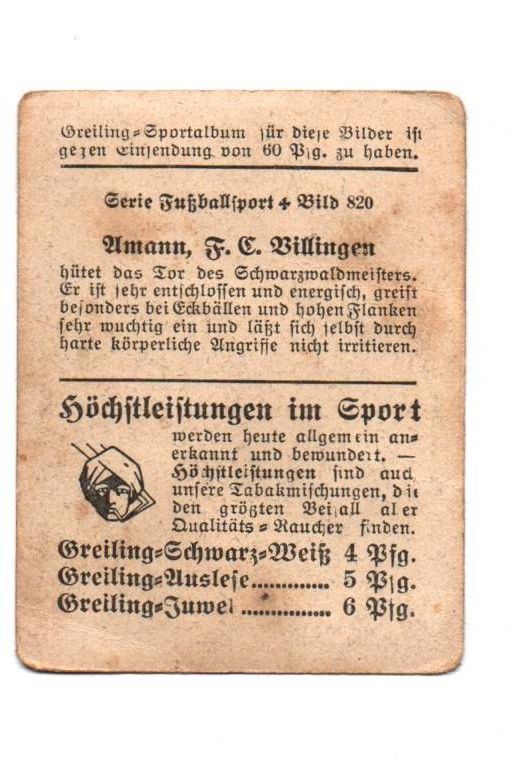 Greiling-Sportalbum für diese Bilder ist
gegen Einsendung von 60 Pfg. zu haben.
Serie Fußballsport + Bild 820
Amann, F. C. Villingen
hütet das Tor des Schwarzwaldmeisters.
Er ist sehr entschlossen und energisch, greift
besonders bei Eckbällen und hohen Flanken
sehr wuchtig ein und läßt sich selbst durch
harte körperliche Angriffe nicht irritieren.
Höchstleistungen im Sport
werden heute allgemein an-
erkannt und bewundert. —
Höchstleistungen sind auch
unsere Tabakmischungen, die
den größten Beifall aller
Qualitäts-Raucher finden.
Greiling-Schwarz-Weiß 4 Pfg.
Greiling-Auslese............. 5 Pfg.
Greiling-Juwel ............... 6 Pfg.